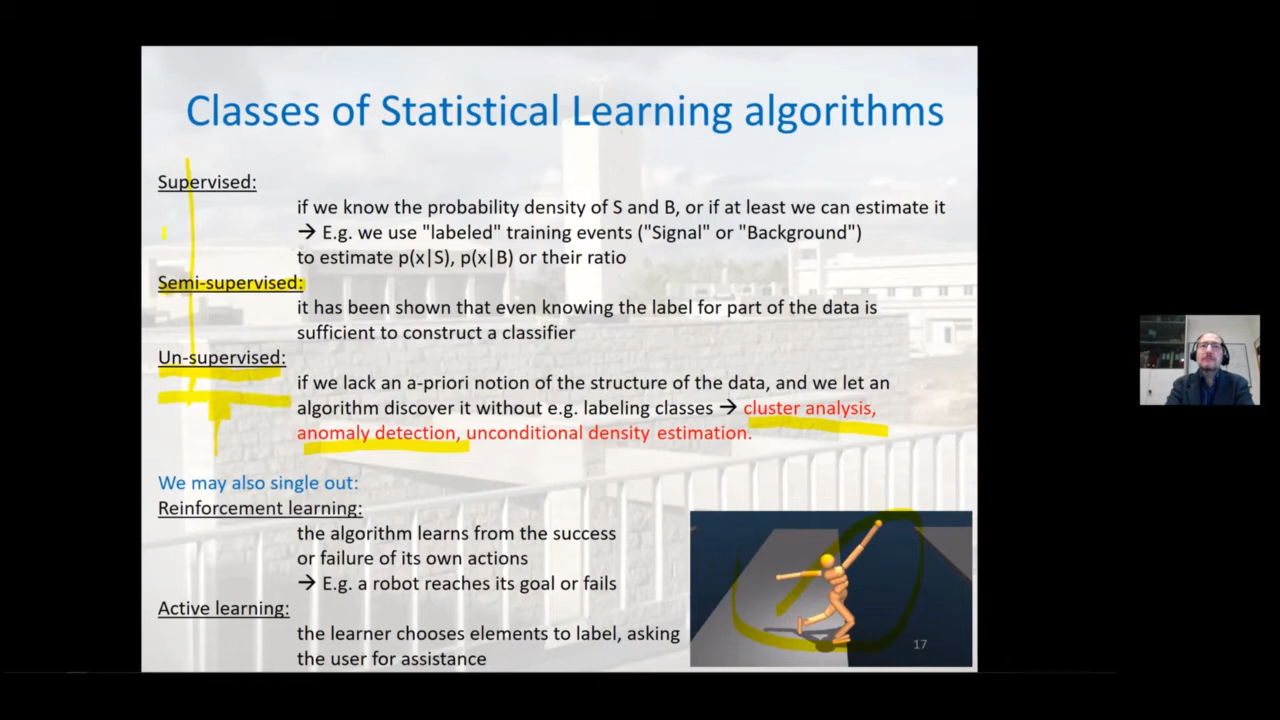 Classes of Statistical Learning algorithms
Supervised:
if we know the probability density of S and B, or if at least we can estimate it
→ E.g. we use "labeled" training events ("Signal" or "Background")
to estimate p(x|S), p(x|B) or their ratio
Semi-supervised:
it has been shown that even knowing the label for part of the data is
sufficient to construct a classifier
Un-supervised:
if we lack an a-priori notion of the structure of the data, and we let an
algorithm discover it without e.g. labeling classes → cluster analysis,
anomaly detection, unconditional density estimation.
We may also single out:
Reinforcement learning:
the algorithm learns from the success
or failure of its own actions
→ E.g. a robot reaches its goal or fails
Active learning:
the learner chooses elements to label, asking
the user for assistance
17